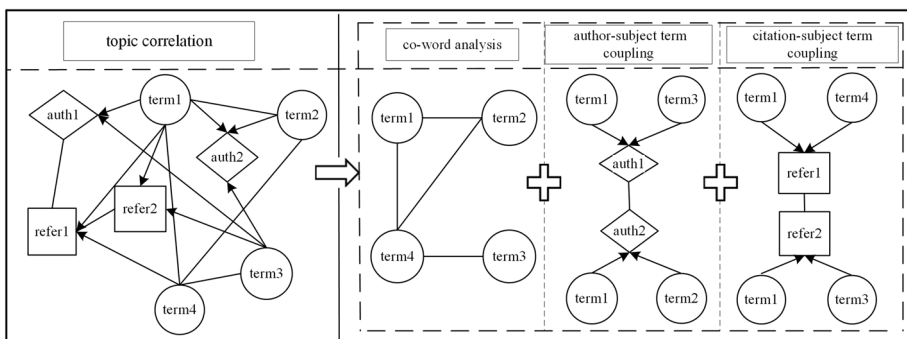 topic correlation
co-word analysis
author-subject term
coupling
citation-subject term
coupling
auth1
term1
term2
auth2
refer2
refer1
term3
term4
term1
term2
term4
term3
term1
term3
auth1
auth2
term1
term2
term1
term4
refer1
refer2
term1
term3